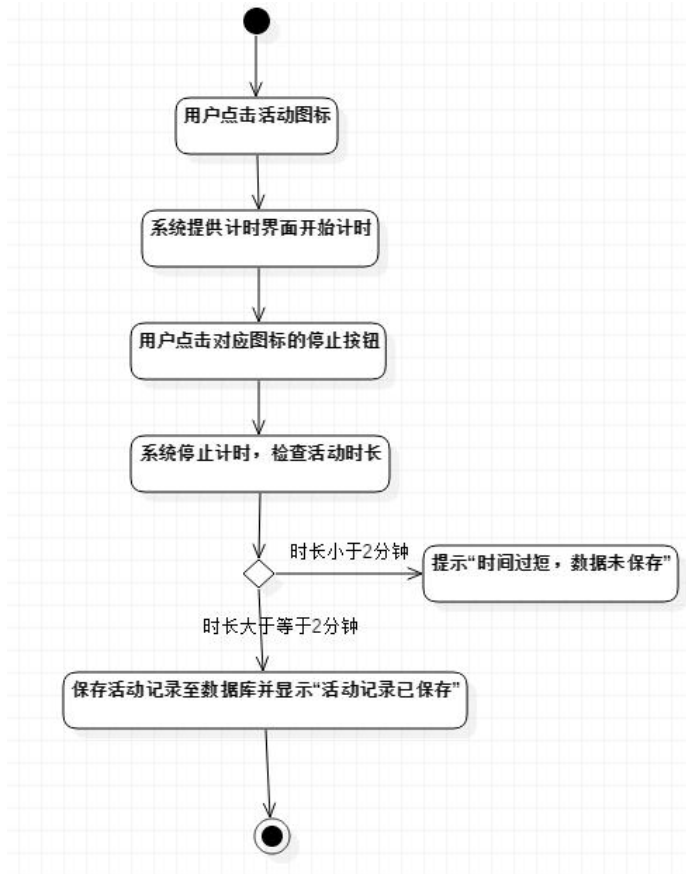 用户点击活动图标
系统提供计时界面开始计时
用户点击对应图标的停止按钮
系统停止计时，检查活动时长
时长小于2分钟
提示“时间过短，数据未保存”
时长大于等于2分钟
保存活动记录至数据库并显示“活动记录已保存”